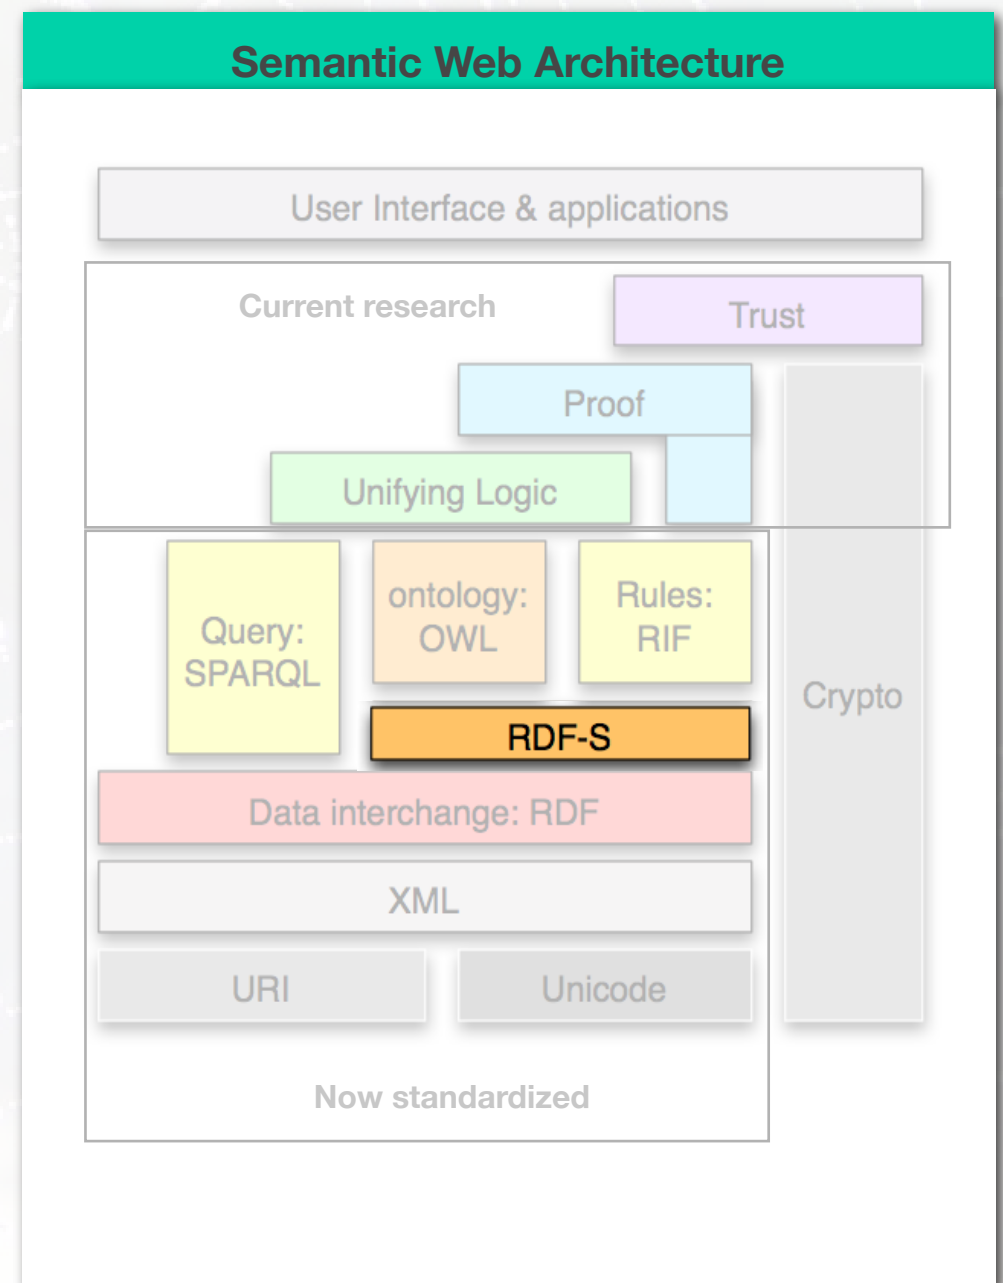 Semantic Web Architecture
User Interface & applications
Current research
Trust
Proof
Unifying Logic
Query:
SPARQL
ontology:
OWL
Rules:
RIF
Crypto
RDF-S
Data interchange: RDF
XML
URI
Unicode
Now standardized